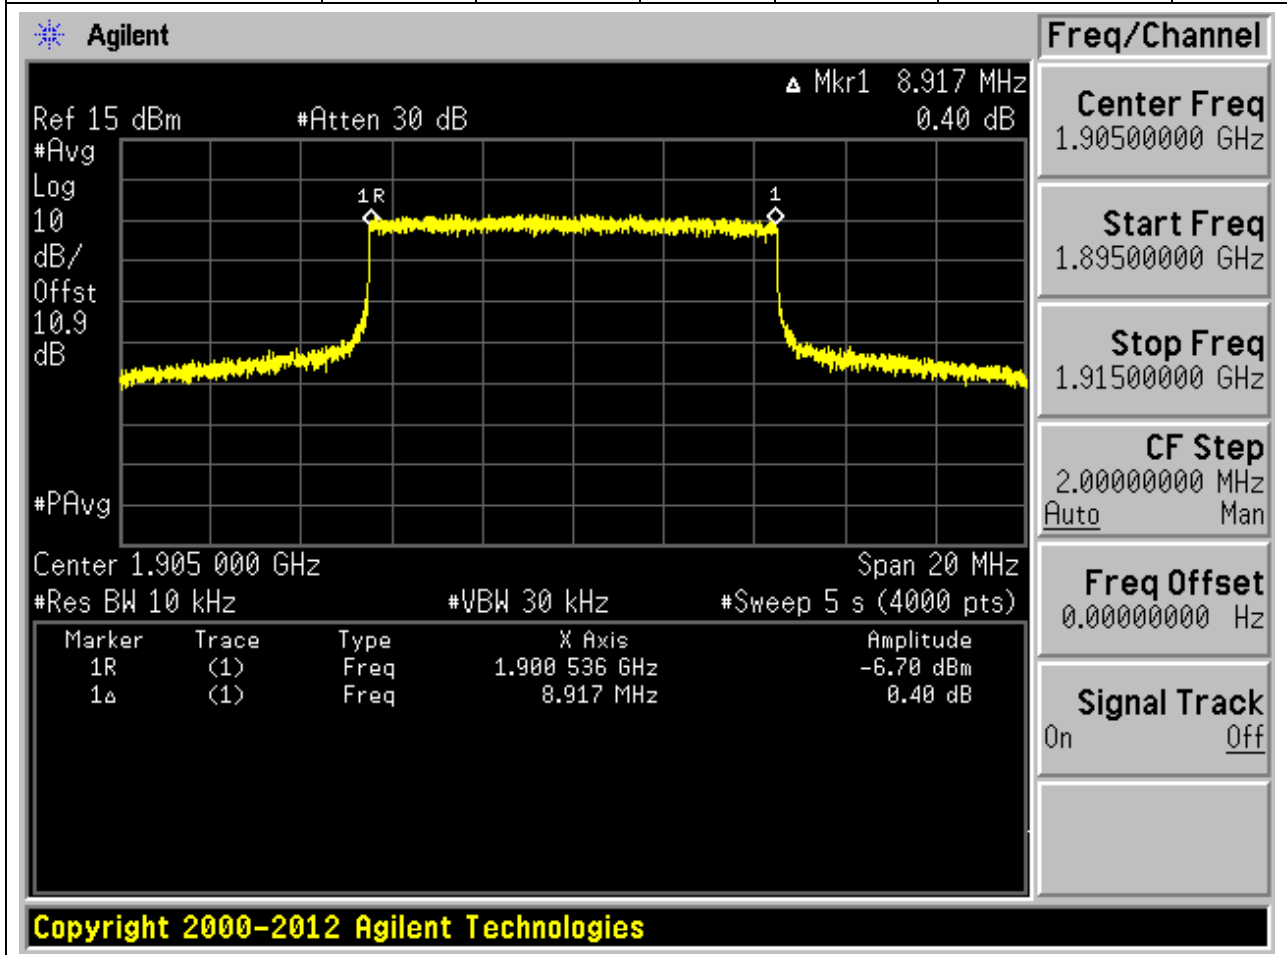 Agilent
Freq/Channel
Δ Mkr1 8.917 MHz
Ref 15 dBm #Atten 30 dB 0.40 dB
#Avg
Log
10
dB/
Offst
10.9
dB
1R
1
#PAvg
Center 1.905 000 GHz Span 20 MHz
#Res BW 10 kHz #VBW 30 kHz #Sweep 5 s (4000 pts)
Marker Trace Type X Axis Amplitude
1R (1) Freq 1.900 536 GHz -6.70 dBm
1Δ (1) Freq 8.917 MHz 0.40 dB
Center Freq
1.90500000 GHz
Start Freq
1.89500000 GHz
Stop Freq
1.91500000 GHz
CF Step
2.00000000 MHz
Auto Man
Freq Offset
0.00000000 Hz
Signal Track
On Off
Copyright 2000-2012 Agilent Technologies